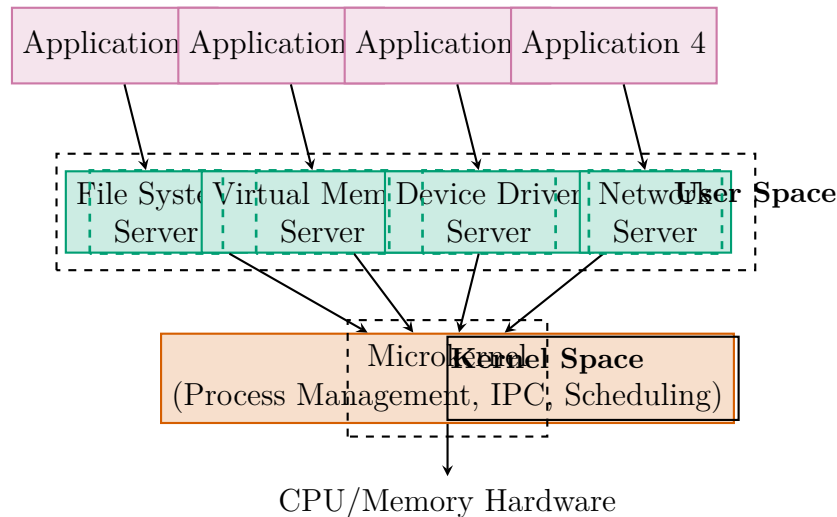 Application
Application
Application
Application 4
File Syste
Server
Virtual Mem
Server
Device Driver
Server
Network
Server
User Space
Microkernel
(Process Management, IPC, Scheduling)
Kernel Space
CPU/Memory Hardware